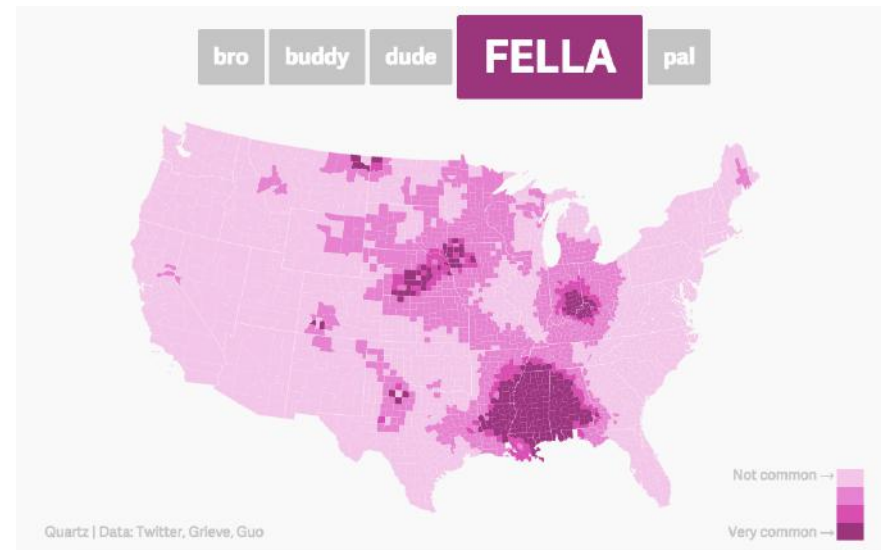 bro buddy dude FELLA pal
Not common →
Very common →
Quartz | Data: Twitter, Grieve, Guo